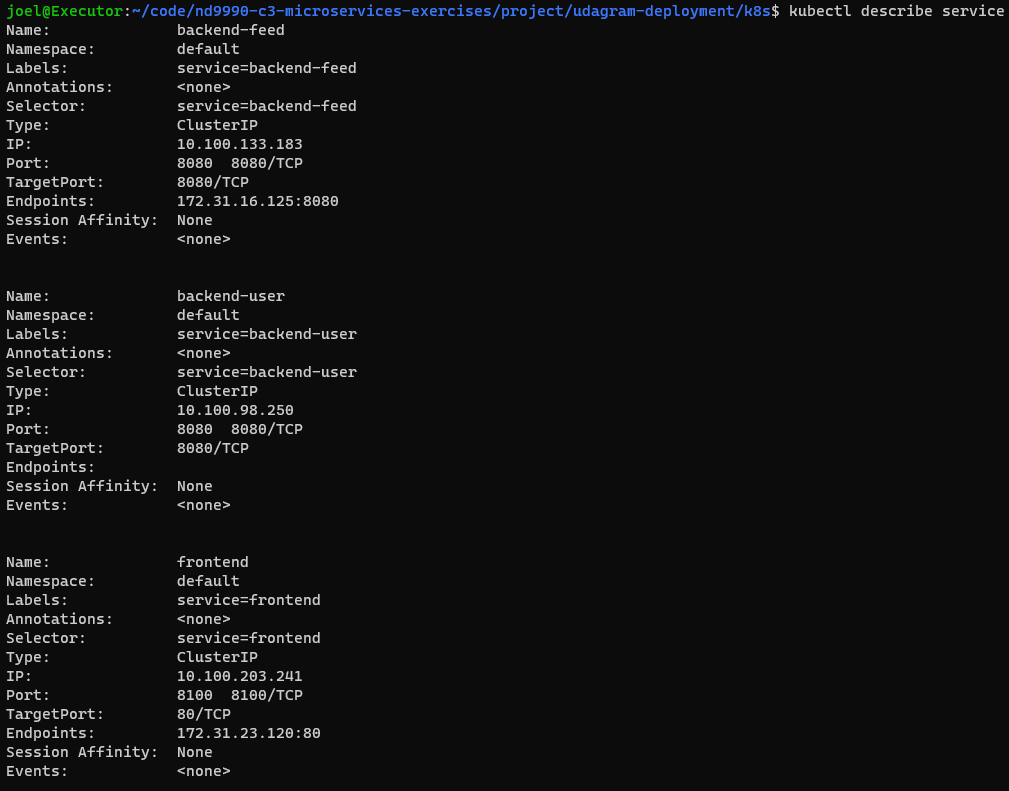 joel@Executor:~/code/nd9990-c3-microservices-exercises/project/udagram-deployment/k8s$ kubectl describe service
Name:              backend-feed
Namespace:         default
Labels:            service=backend-feed
Annotations:       <none>
Selector:          service=backend-feed
Type:              ClusterIP
IP:                10.100.133.183
Port:              8080  8080/TCP
TargetPort:        8080/TCP
Endpoints:         172.31.16.125:8080
Session Affinity:  None
Events:            <none>

Name:              backend-user
Namespace:         default
Labels:            service=backend-user
Annotations:       <none>
Selector:          service=backend-user
Type:              ClusterIP
IP:                10.100.98.250
Port:              8080  8080/TCP
TargetPort:        8080/TCP
Endpoints:
Session Affinity:  None
Events:            <none>

Name:              frontend
Namespace:         default
Labels:            service=frontend
Annotations:       <none>
Selector:          service=frontend
Type:              ClusterIP
IP:                10.100.203.241
Port:              8100  8100/TCP
TargetPort:        80/TCP
Endpoints:         172.31.23.120:80
Session Affinity:  None
Events:            <none>